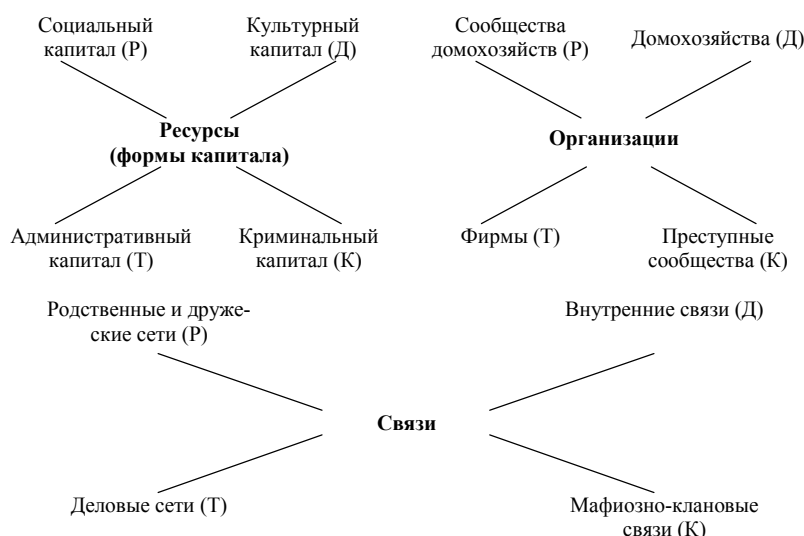 Социальный
капитал (Р)
Культурный
капитал (Д)
Сообщества
домохозяйств (Р)
Домохозяйства (Д)
Ресурсы
(формы капитала)
Организации
Административный
капитал (Т)
Криминальный
капитал (К)
Фирмы (Т)
Преступные
сообщества (К)
Родственные и друже-
ские сети (Р)
Внутренние связи (Д)
Связи
Деловые сети (Т)
Мафиозно-клановые
связи (К)